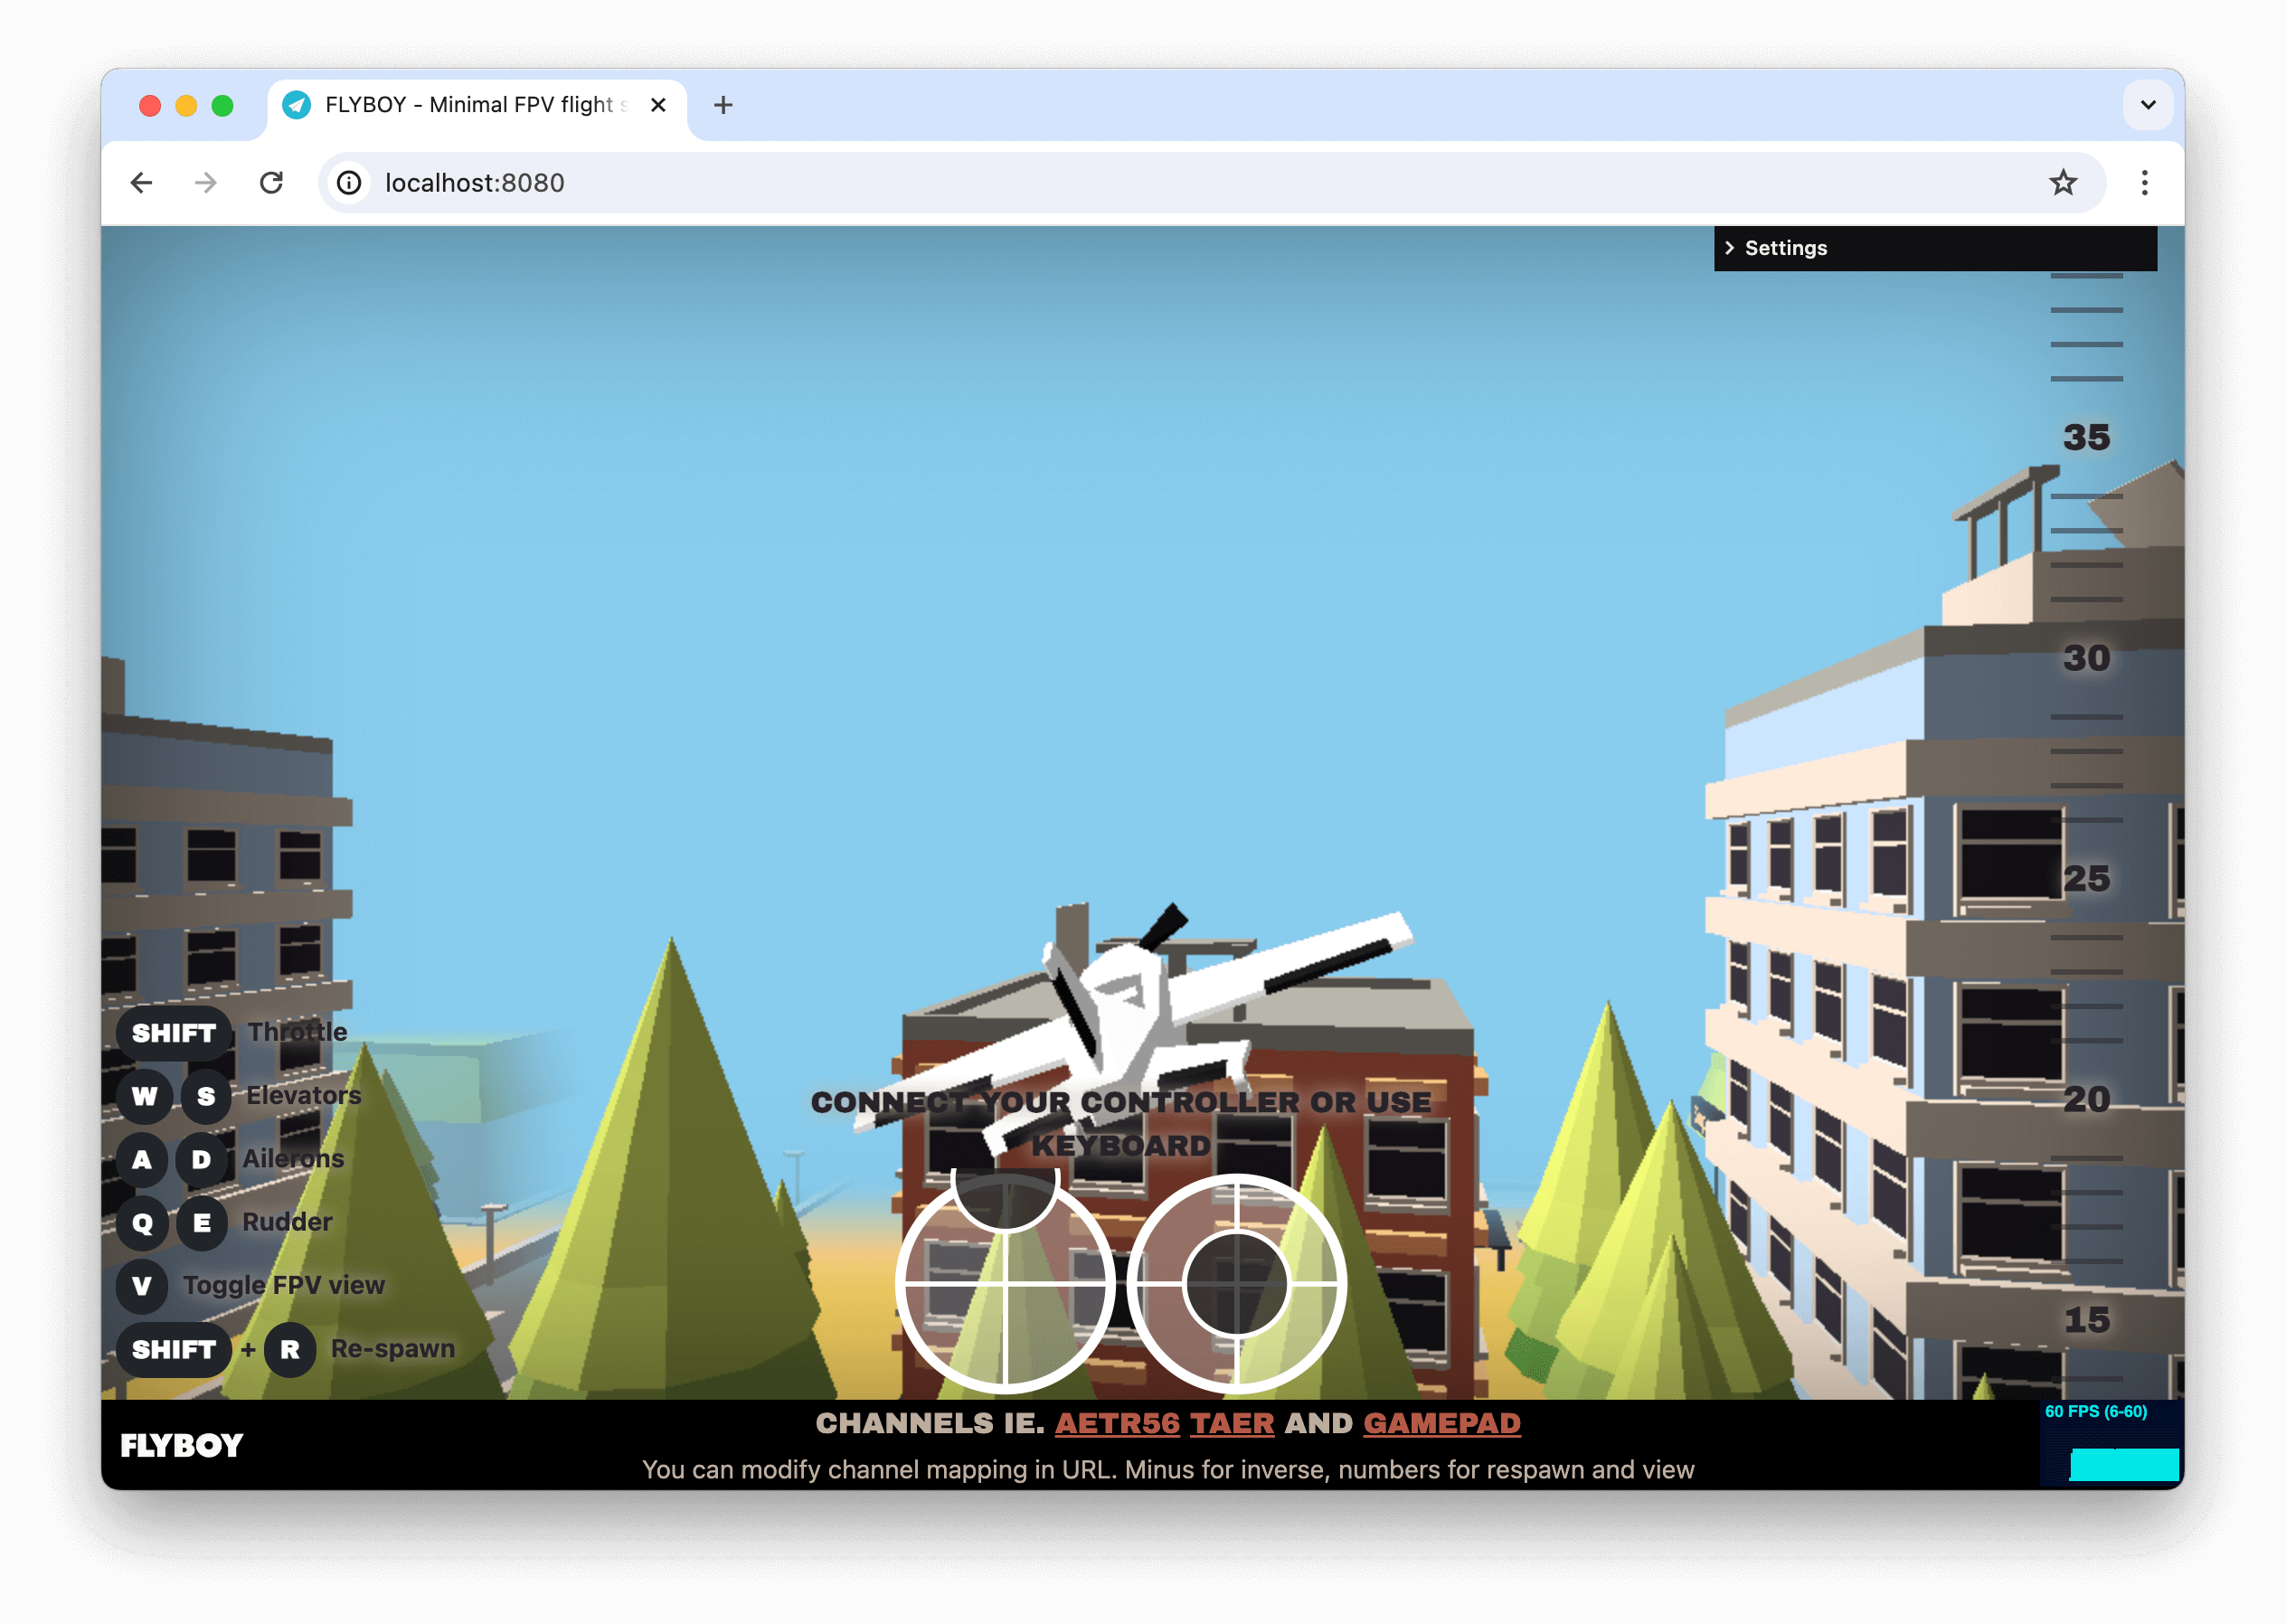 FLYBOY - Minimal FPV flight s
localhost:8080
Settings
35
30
25
20
15
SHIFT Throttle
W S Elevators
A D Ailerons
Q E Rudder
V Toggle FPV view
SHIFT + R Re-spawn
CONNECT YOUR CONTROLLER OR USE
KEYBOARD
FLYBOY
CHANNELS IE. AETR56 TAER AND GAMEPAD
You can modify channel mapping in URL. Minus for inverse, numbers for respawn and view
60 FPS (6-60)